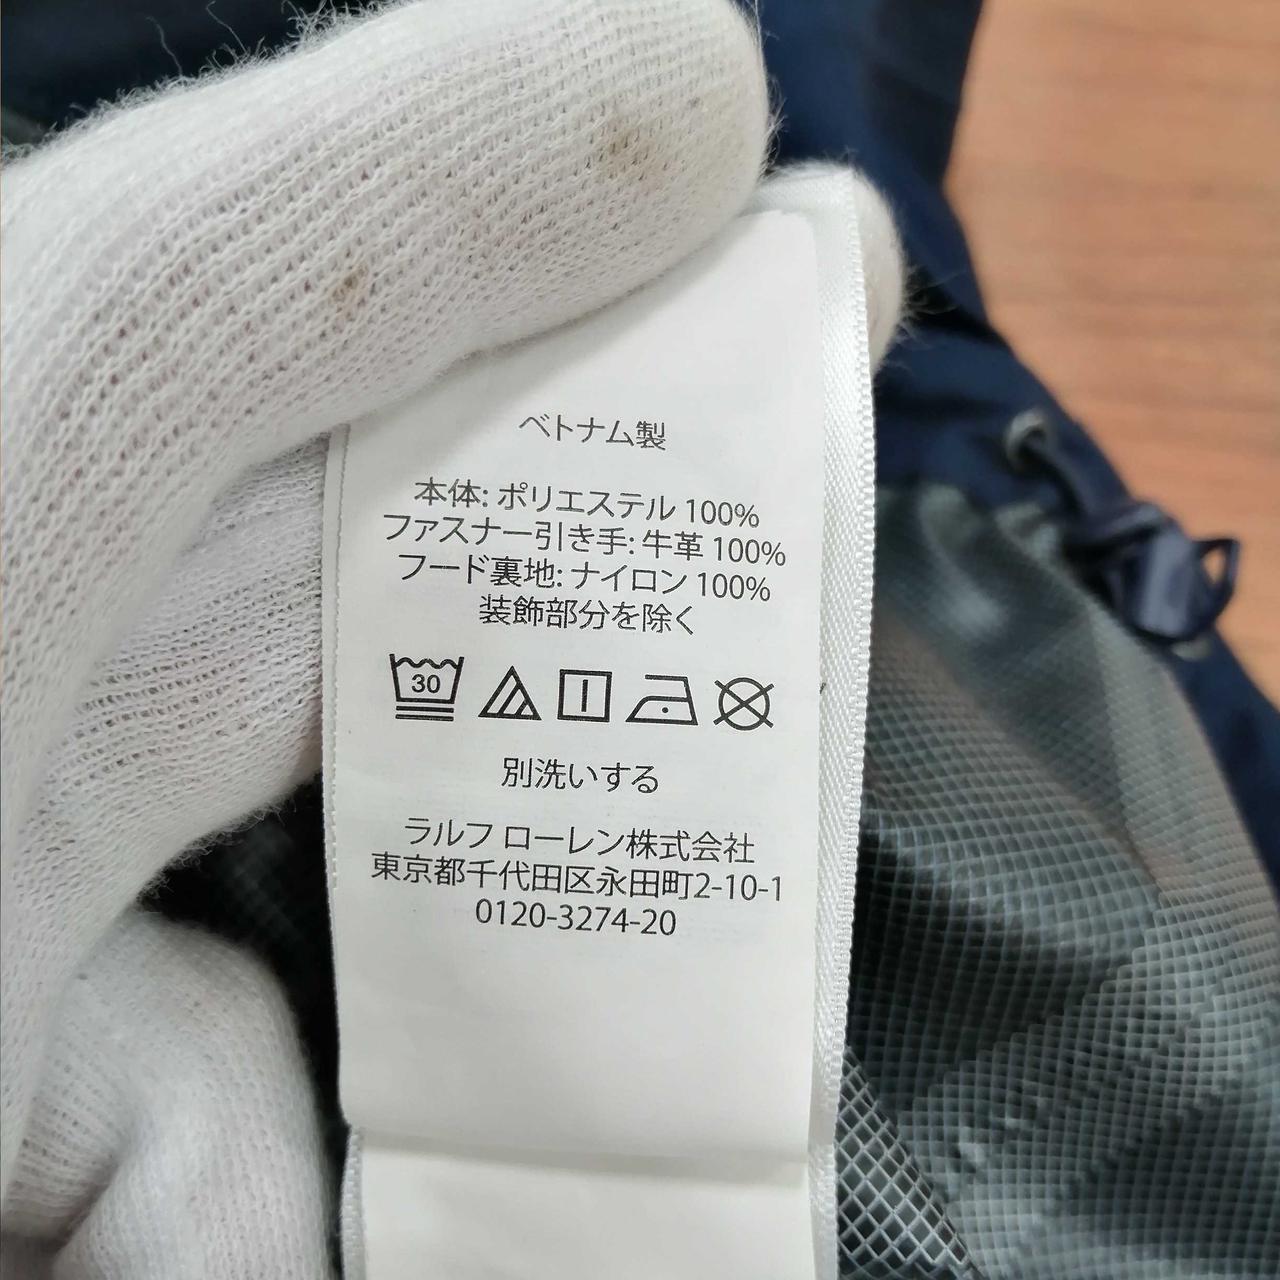 ベトナム製
本体: ポリエステル 100%
ファスナー引き手: 牛革 100%
フード裏地: ナイロン 100%
装飾部分を除く
30
別洗いする
ラルフ ローレン株式会社
東京都千代田区永田町2-10-1
0120-3274-20